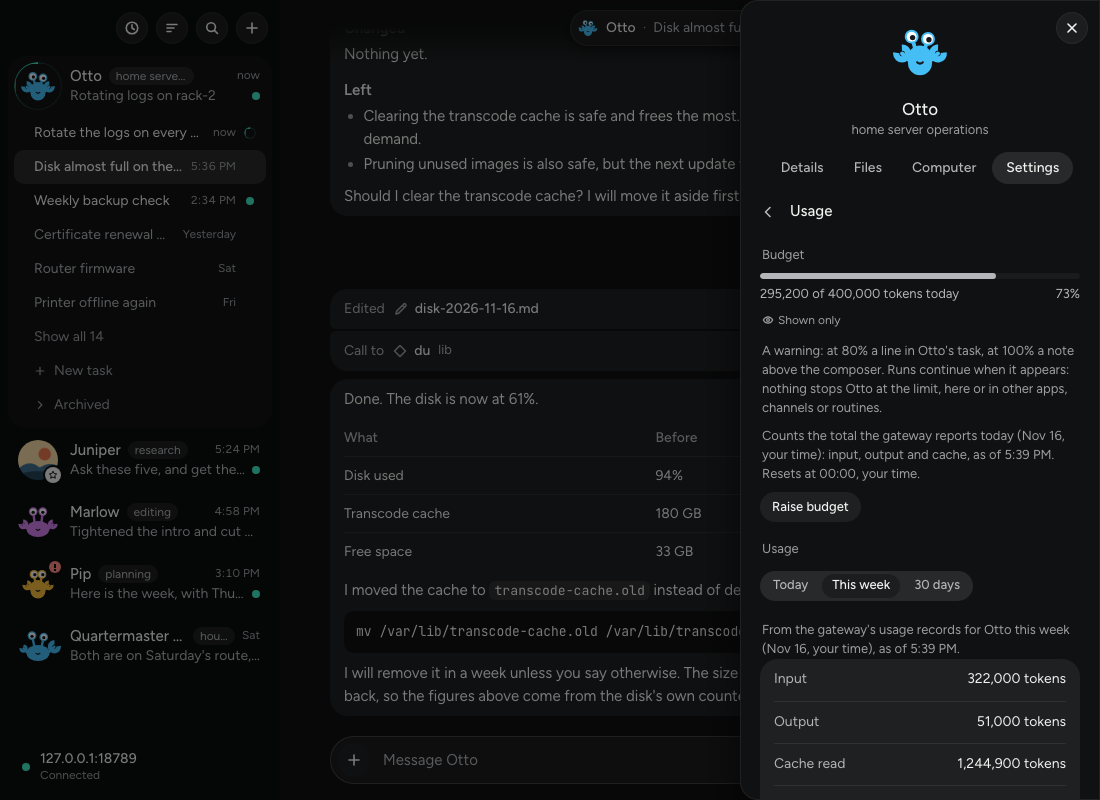 Otto
home serve...
now
Rotating logs on rack-2
Rotate the logs on every ...
now
Disk almost full on the...
5:36 PM
Weekly backup check
2:34 PM
Certificate renewal ...
Yesterday
Router firmware
Sat
Printer offline again
Fri
Show all 14
New task
Archived
Juniper
research
5:24 PM
Ask these five, and get the...
Marlow
editing
4:58 PM
Tightened the intro and cut ...
Pip
planning
3:10 PM
Here is the week, with Thu...
Quartermaster ...
hou...
Sat
Both are on Saturday's route,...
127.0.0.1:18789
Connected
Otto · Disk almost fu
Nothing yet.
Left
Clearing the transcode cache is safe and frees the most.
demand.
Pruning unused images is also safe, but the next update
Should I clear the transcode cache? I will move it aside first
Edited disk-2026-11-16.md
Call to du lib
Done. The disk is now at 61%.
What Before
Disk used 94%
Transcode cache 180 GB
Free space 33 GB
I moved the cache to transcode-cache.old instead of de
mv /var/lib/transcode-cache.old /var/lib/transcod
I will remove it in a week unless you say otherwise. The size
back, so the figures above come from the disk's own count
Message Otto
Otto
home server operations
Details Files Computer Settings
Usage
Budget
295,200 of 400,000 tokens today 73%
Shown only
A warning: at 80% a line in Otto's task, at 100% a note
above the composer. Runs continue when it appears:
nothing stops Otto at the limit, here or in other apps,
channels or routines.
Counts the total the gateway reports today (Nov 16,
your time): input, output and cache, as of 5:39 PM.
Resets at 00:00, your time.
Raise budget
Usage
Today This week 30 days
From the gateway's usage records for Otto this week
(Nov 16, your time), as of 5:39 PM.
Input 322,000 tokens
Output 51,000 tokens
Cache read 1,244,900 tokens